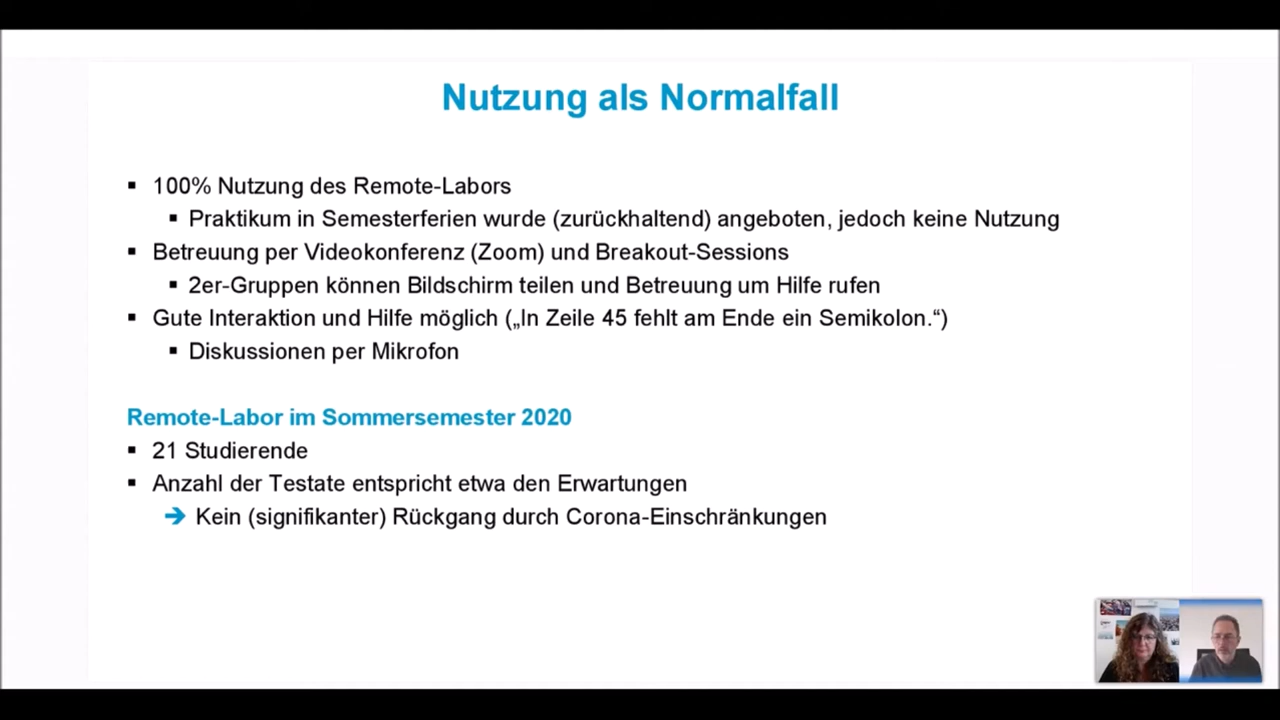 Nutzung als Normalfall
▪ 100% Nutzung des Remote-Labors
▪ Praktikum in Semesterferien wurde (zurückhaltend) angeboten, jedoch keine Nutzung
▪ Betreuung per Videokonferenz (Zoom) und Breakout-Sessions
▪ 2er-Gruppen können Bildschirm teilen und Betreuung um Hilfe rufen
▪ Gute Interaktion und Hilfe möglich („In Zeile 45 fehlt am Ende ein Semikolon.“)
▪ Diskussionen per Mikrofon
Remote-Labor im Sommersemester 2020
▪ 21 Studierende
▪ Anzahl der Testate entspricht etwa den Erwartungen
➔ Kein (signifikanter) Rückgang durch Corona-Einschränkungen